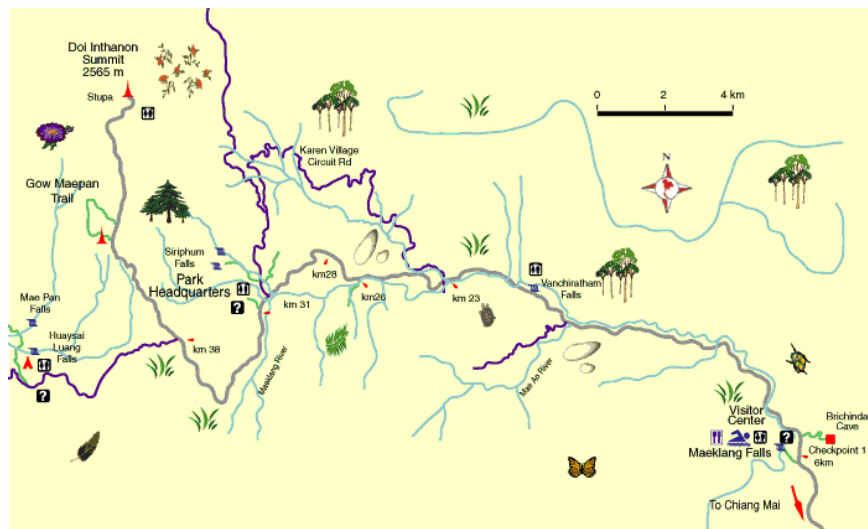 Doi Inthanon
Summit
2565 m
Stupa
0
2
4 km
N
Karen Village
Circuit Rd
Gow Maepan
Trail
Siriphum
Falls
Park
Headquarters
?
km28
km 31
km26
km 23
Vanchiratham
Falls
Mae Pan
Falls
Huaysai
Luang
Falls
?
km 38
Maeklang River
Mae Ao River
Visitor
Center
?
Maeklang Falls
Brichinda
Cave
Checkpoint 1
6km
To Chiang Mai